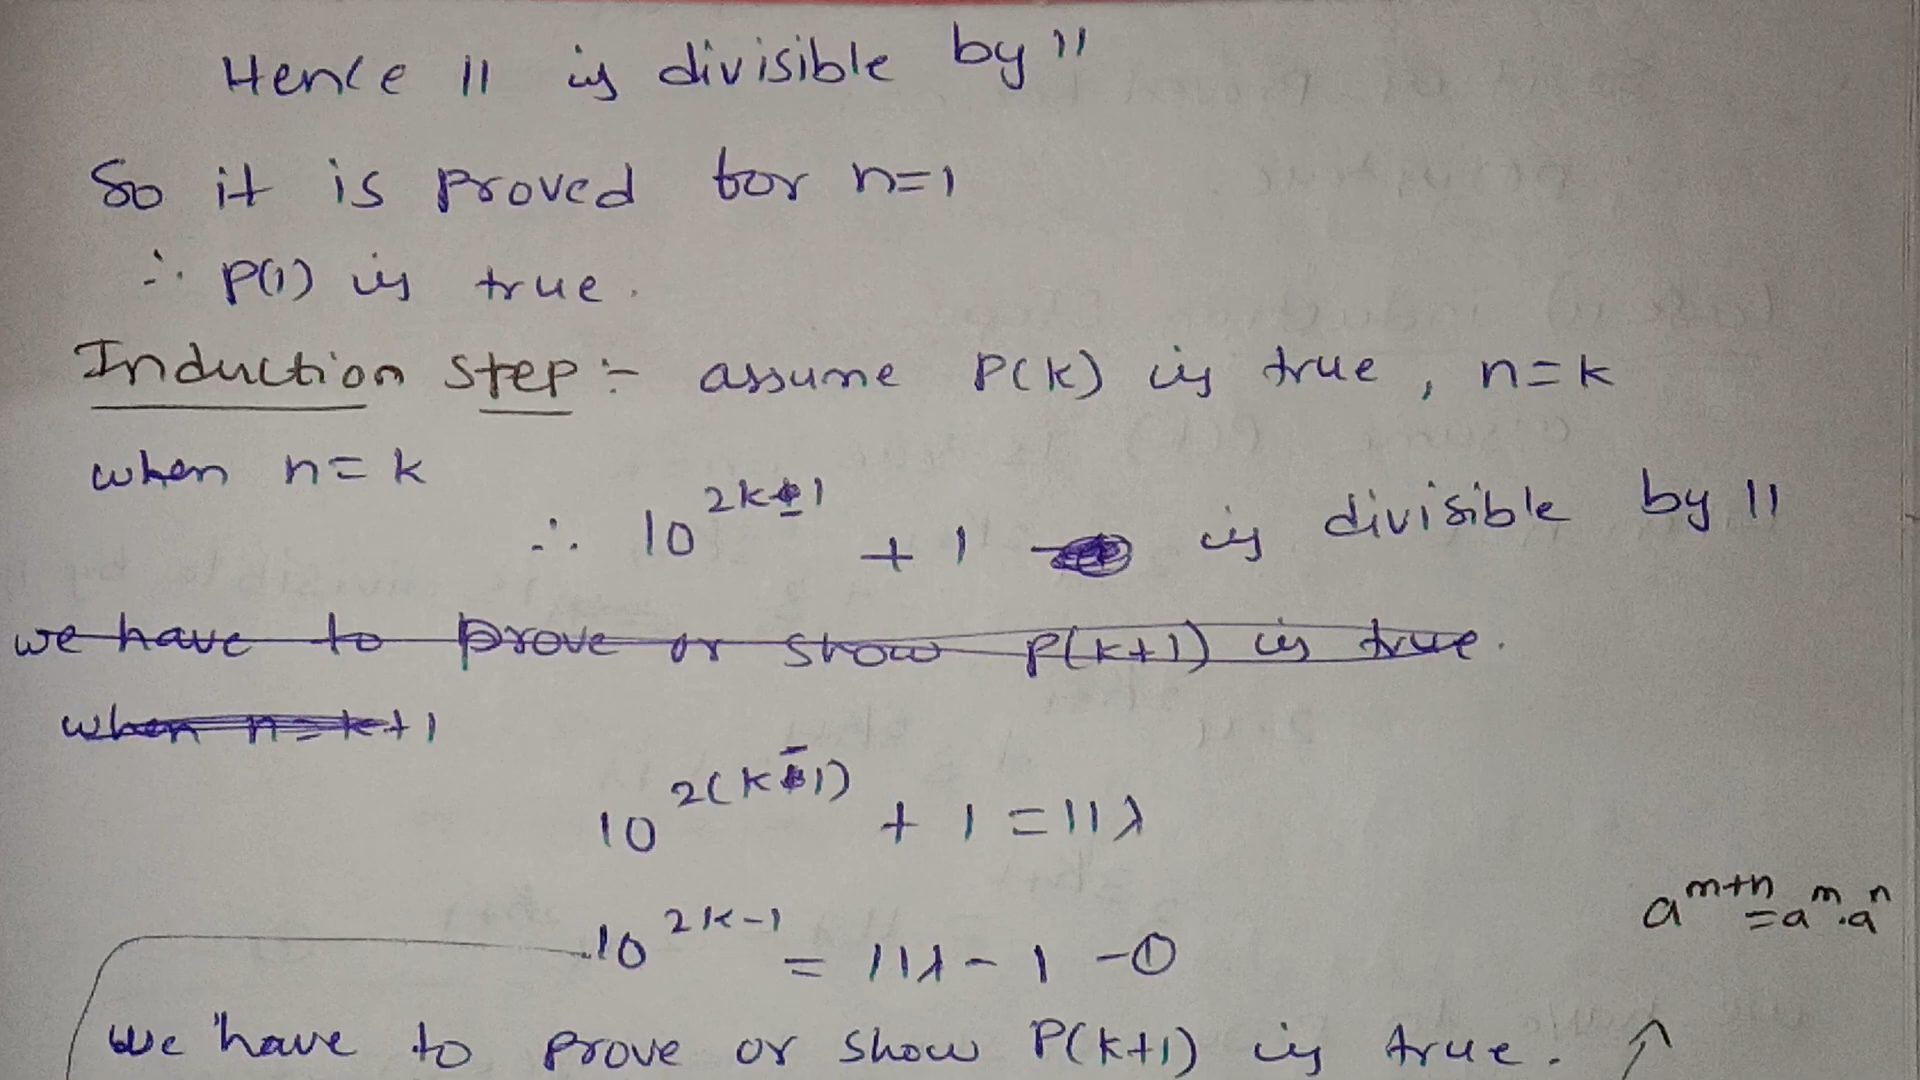 Hence 11 is divisible by 11
So it is proved for n=1
∴ P(1) is true.
Induction step :- assume P(k) is true, n=k
when n=k
∴ 10^{2k-1} + 1 is divisible by 11
we have to prove or show P(k+1) is true.
when n=k+1
10^{2(k-1)} + 1 = 11λ
10^{2k-1} = 11λ - 1 -①
a^{m+n} = a^m . a^n
we have to prove or show P(k+1) is true.